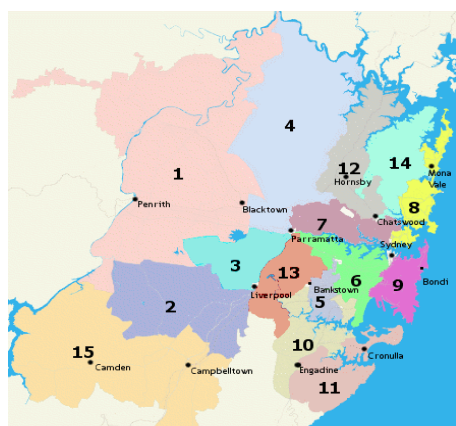 4
12
Hornsby
14
Mona
Vale
1
Penrith
Blacktown
8
7
Chatswood
Parramatta
Sydney
3
13
Liverpool
Bankstown
5
6
9
Bondi
2
15
Camden
Campbelltown
10
Engadine
Cronulla
11